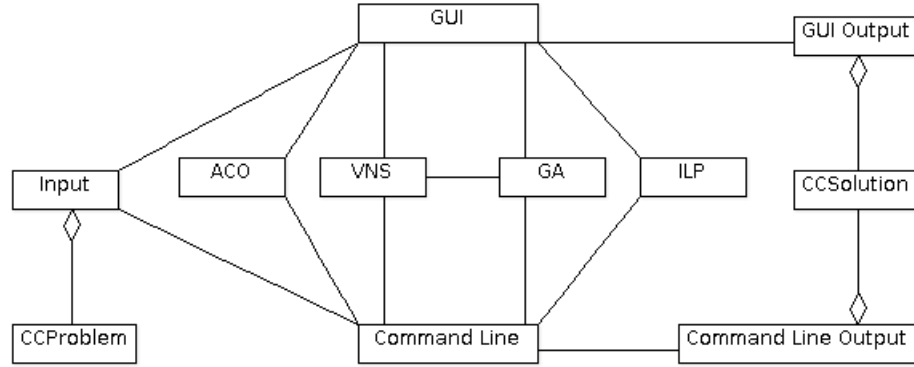 GUI
GUI Output
Input
ACO
VNS
GA
ILP
CCSolution
CCProblem
Command Line
Command Line Output